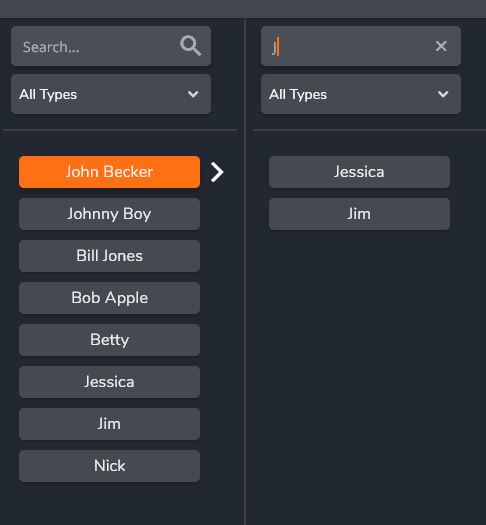 Search...
All Types
John Becker
Johnny Boy
Bill Jones
Bob Apple
Betty
Jessica
Jim
Nick
J
All Types
Jessica
Jim